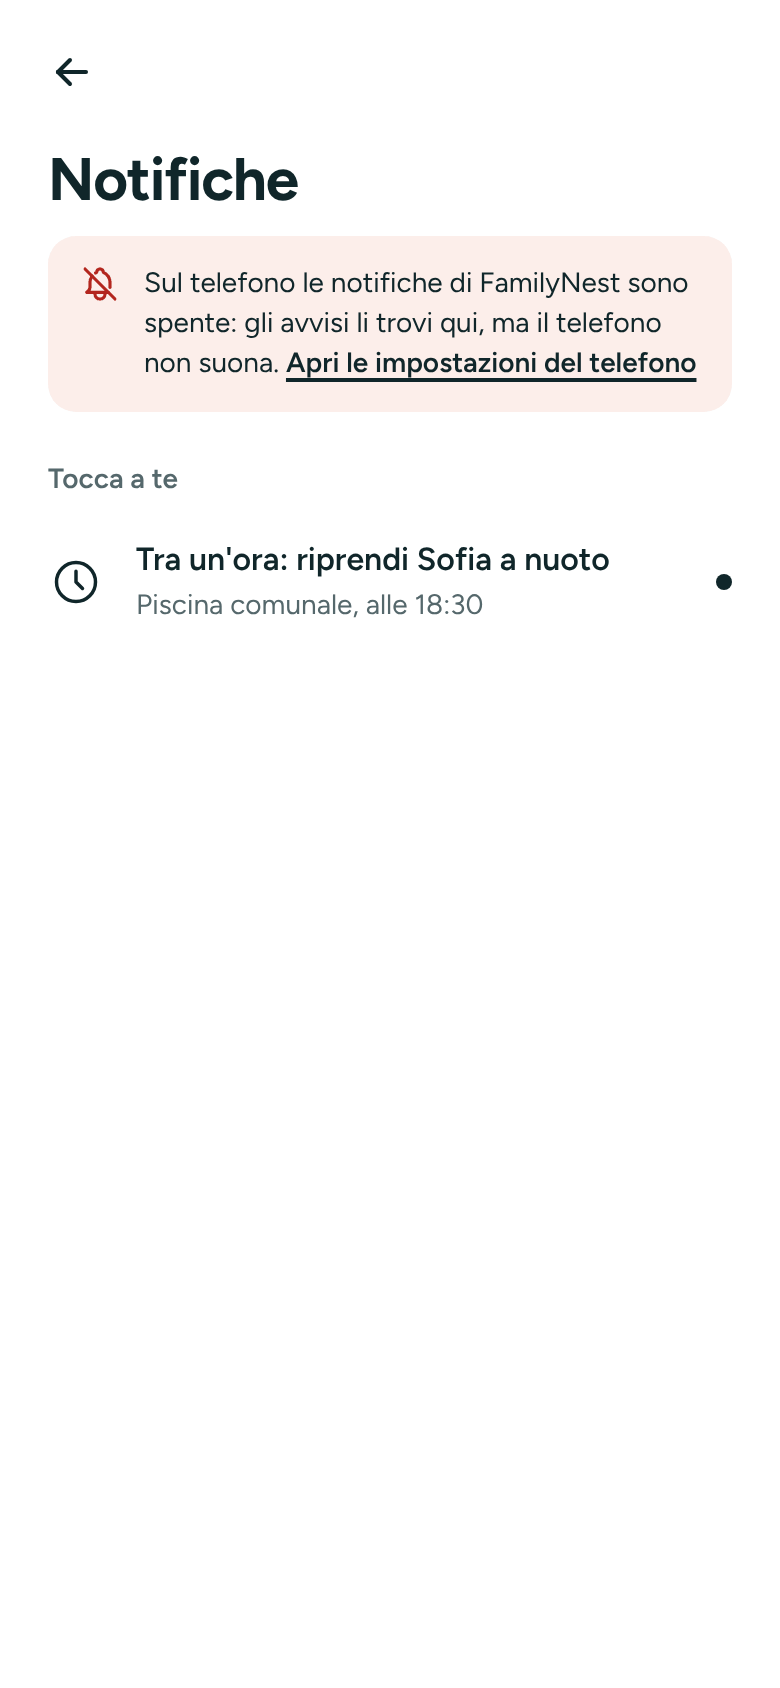 Notifiche
Sul telefono le notifiche di FamilyNest sono
spente: gli avvisi li trovi qui, ma il telefono
non suona. Apri le impostazioni del telefono
Tocca a te
Tra un'ora: riprendi Sofia a nuoto
Piscina comunale, alle 18:30